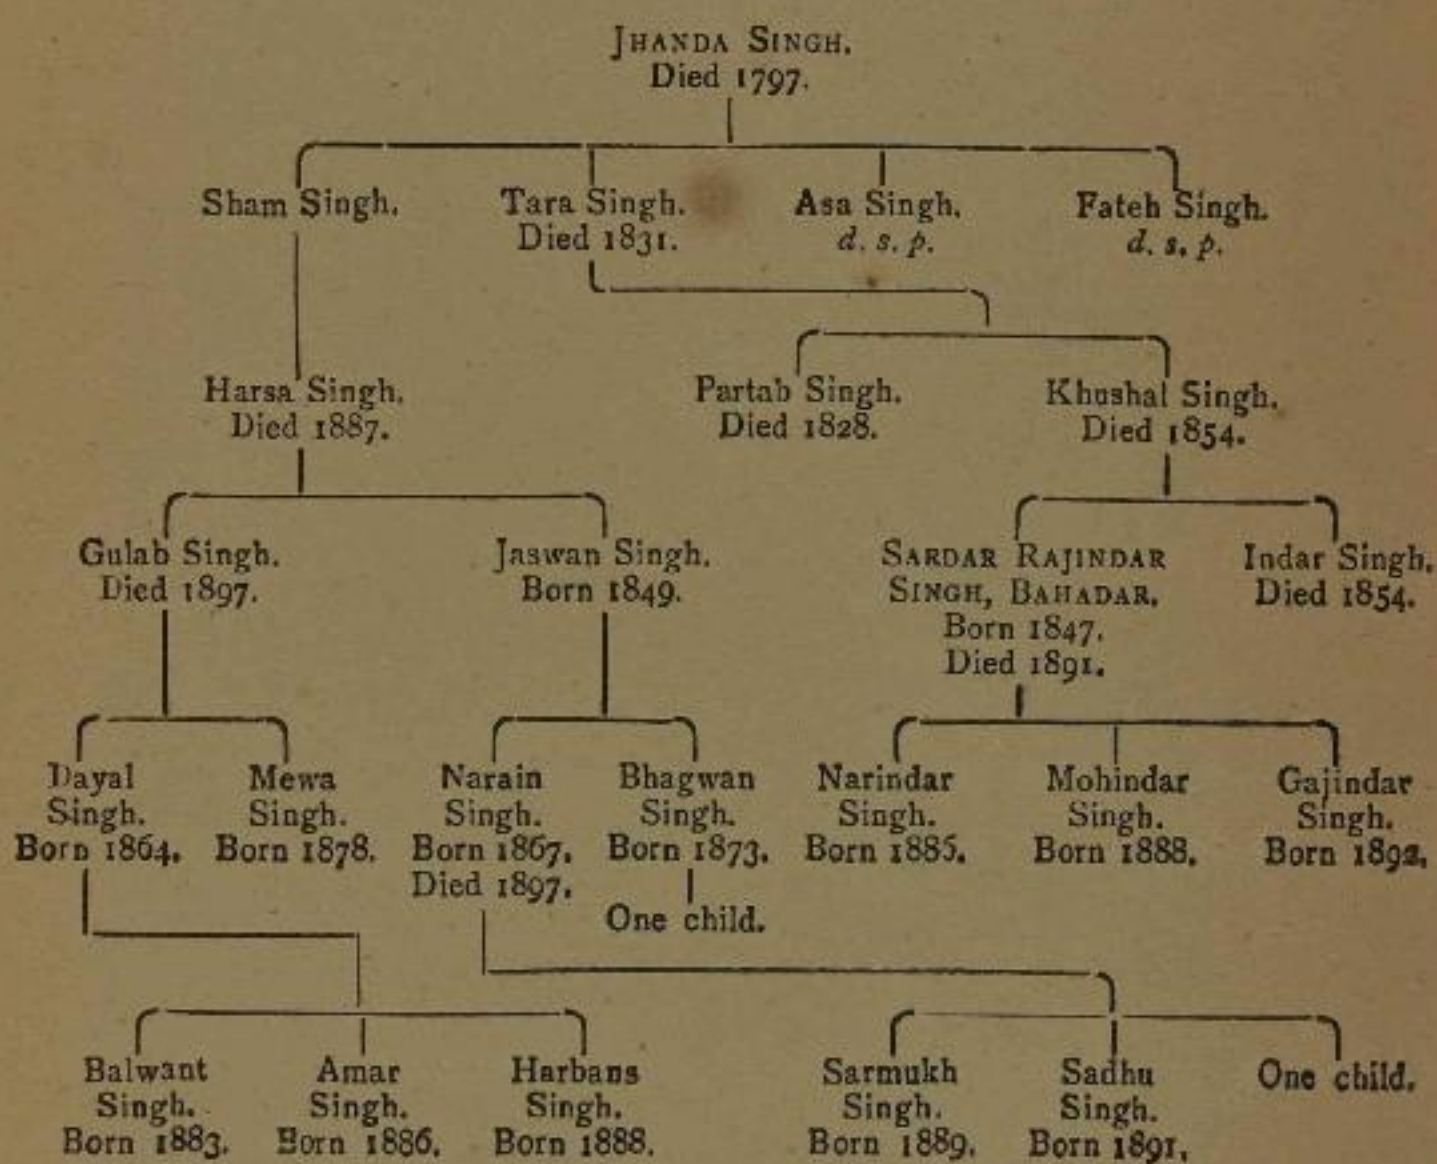 JHANDA SINGH.
Died 1797.
Sham Singh. Tara Singh. Asa Singh. Fateh Singh.
Died 1831. d. s. p. d. s. p.
Harsa Singh. Partab Singh. Khushal Singh.
Died 1887. Died 1828. Died 1854.
Gulab Singh. Jaswan Singh. SARDAR RAJINDAR Indar Singh.
Died 1897. Born 1849. SINGH, BAHADAR. Died 1854.
Born 1847.
Died 1891.
Dayal Mewa Narain Bhagwan Narindar Mohindar Gajindar
Singh. Singh. Singh. Singh. Singh. Singh. Singh.
Born 1864. Born 1878. Born 1867. Born 1873. Born 1885. Born 1888. Born 1892.
Died 1897.
One child.
Balwant Amar Harbans Sarmukh Sadhu One child.
Singh. Singh. Singh. Singh. Singh.
Born 1883. Born 1886. Born 1888. Born 1889. Born 1891.